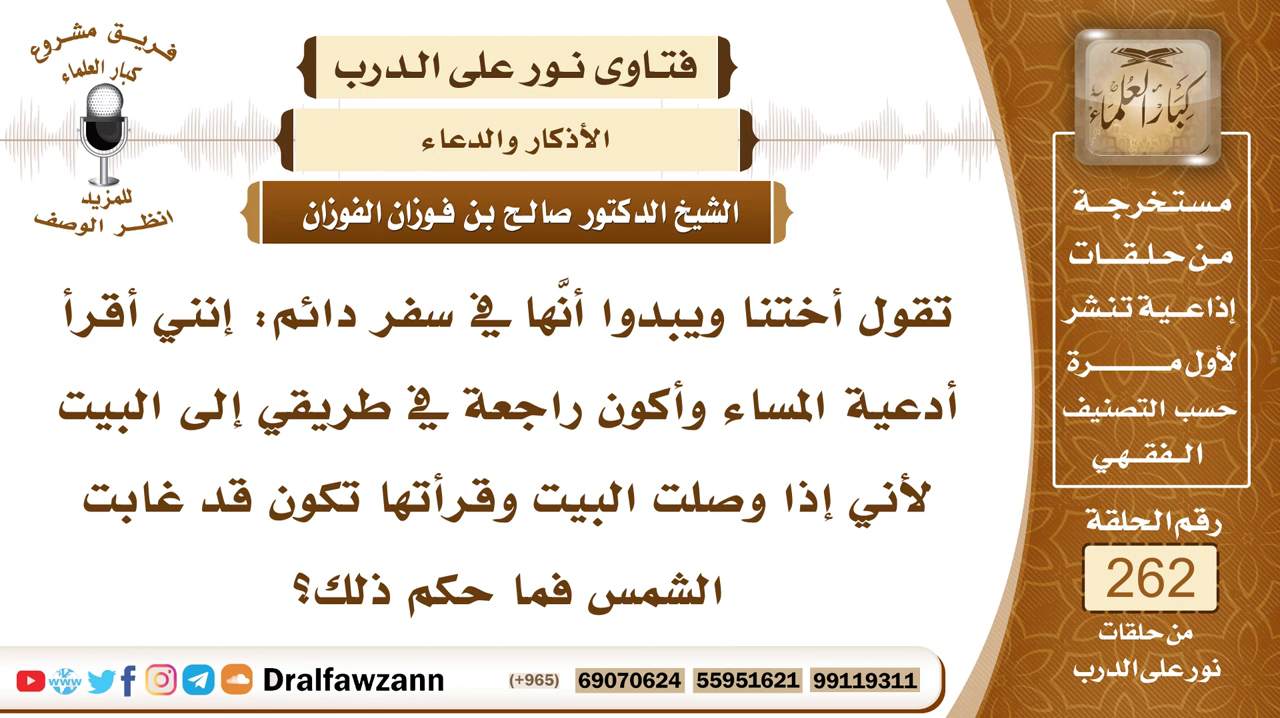 فريق مشروع
كبار العلماء
للمزيد
انظر الوصف
فتاوى نور على الدرب
الأذكار والدعاء
الشيخ الدكتور صالح بن فوزان الفوزان
تقول أختنا ويبدوا أنَّها في سفر دائم: إنني أقرأ
أدعية المساء وأكون راجعة في طريقي إلى البيت
لأني إذا وصلت البيت وقرأتها تكون قد غابت
الشمس فما حكم ذلك؟
كبار العلماء
مستخرجة
من حلقات
إذاعية تنشر
لأول مرة
حسب التصنيف
الفقهي
رقم الحلقة
262
من حلقات
نور على الدرب
www Dralfawzann (+965) 69070624 55951621 99119311